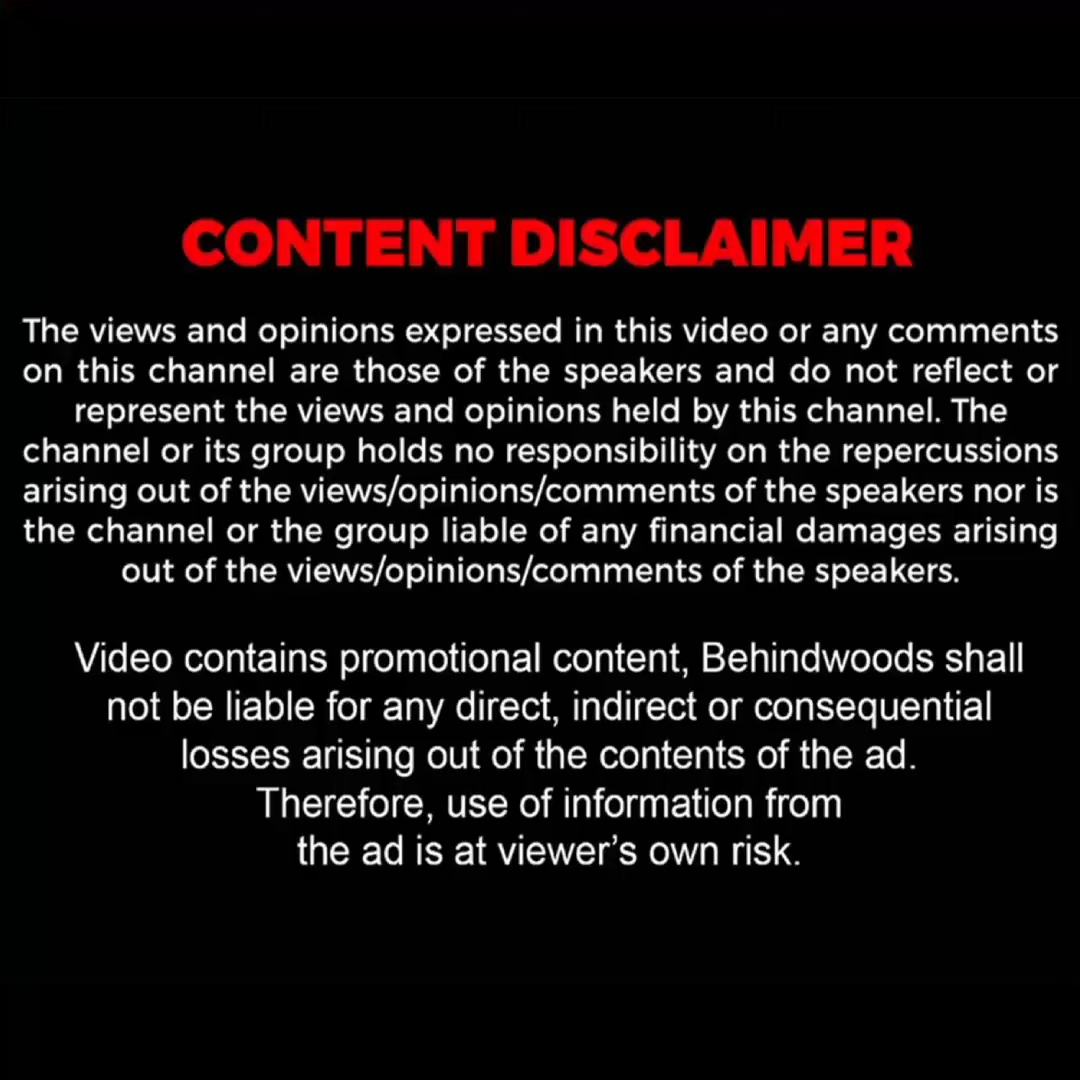 CONTENT DISCLAIMER
The views and opinions expressed in this video or any comments
on this channel are those of the speakers and do not reflect or
represent the views and opinions held by this channel. The
channel or its group holds no responsibility on the repercussions
arising out of the views/opinions/comments of the speakers nor is
the channel or the group liable of any financial damages arising
out of the views/opinions/comments of the speakers.
Video contains promotional content, Behindwoods shall
not be liable for any direct, indirect or consequential
losses arising out of the contents of the ad.
Therefore, use of information from
the ad is at viewer’s own risk.